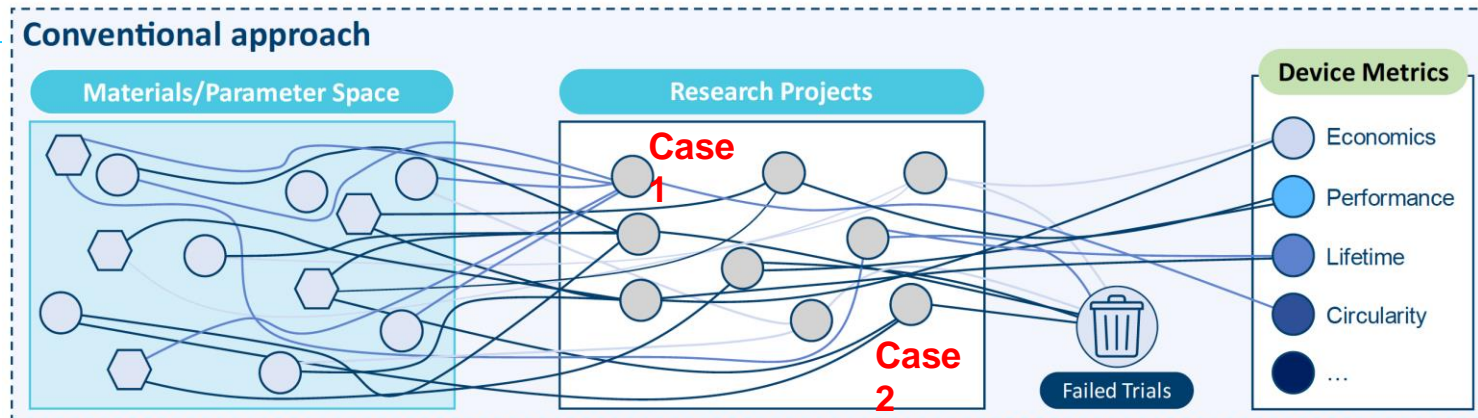 Conventional approach
Materials/Parameter Space
Research Projects
Device Metrics
Case
1
Case
2
Economics
Performance
Lifetime
Circularity
...
Failed Trials